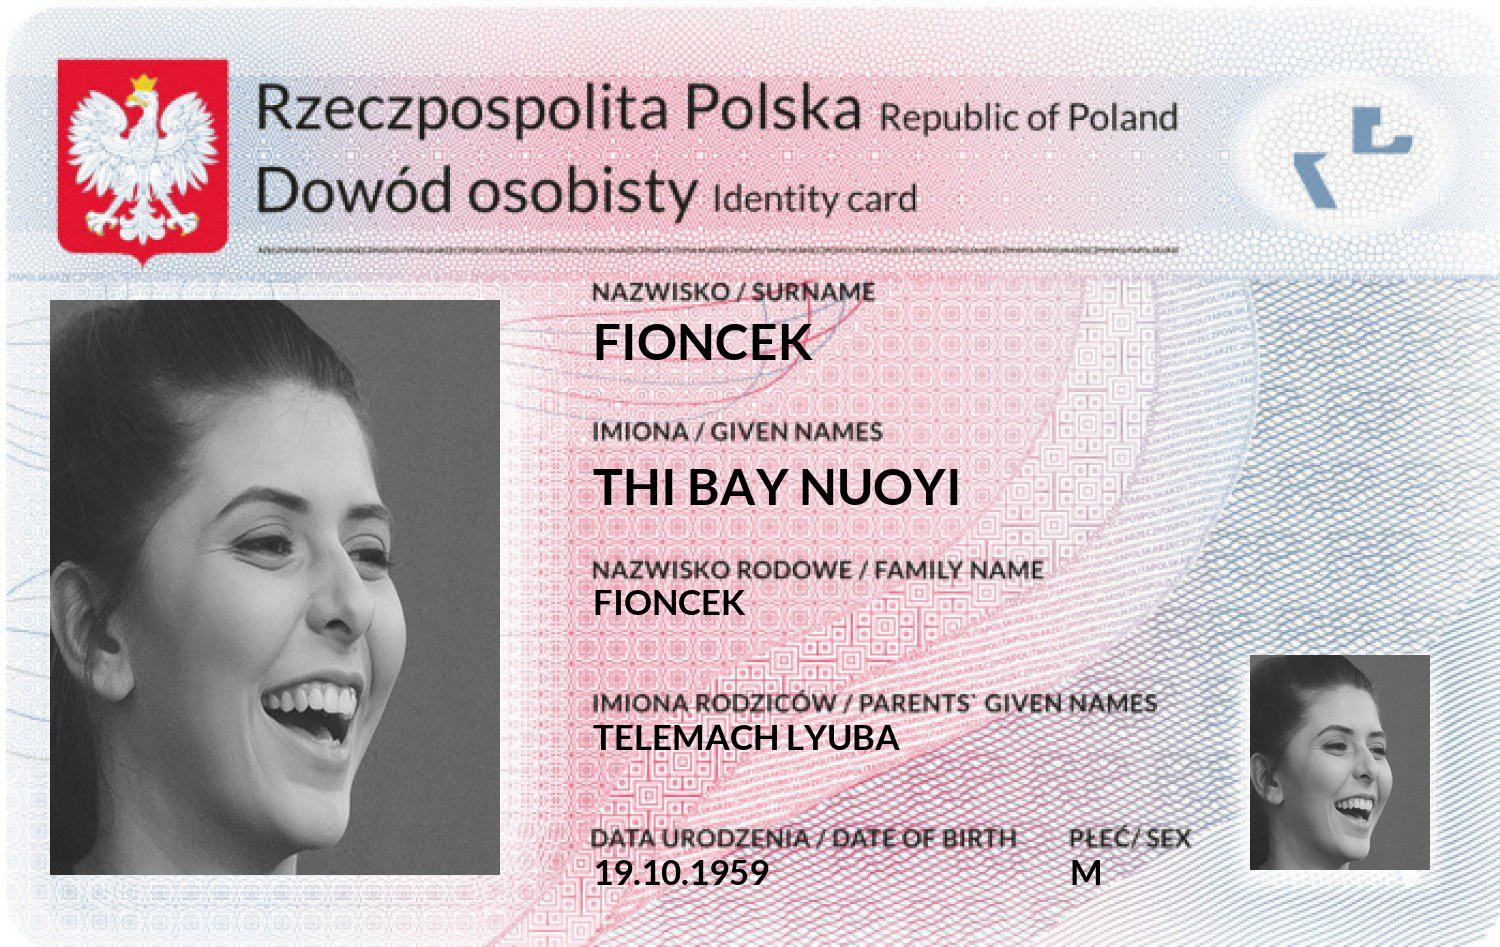 Rzeczpospolita Polska Republic of Poland
Dowód osobisty Identity card
NAZWISKO / SURNAME
FIONCEK
IMIONA / GIVEN NAMES
THI BAY NUOYI
NAZWISKO RODOWE / FAMILY NAME
FIONCEK
IMIONA RODZICÓW / PARENTS` GIVEN NAMES
TELEMACH LYUBA
DATA URODZENIA / DATE OF BIRTH PŁEĆ/ SEX
19.10.1959 M